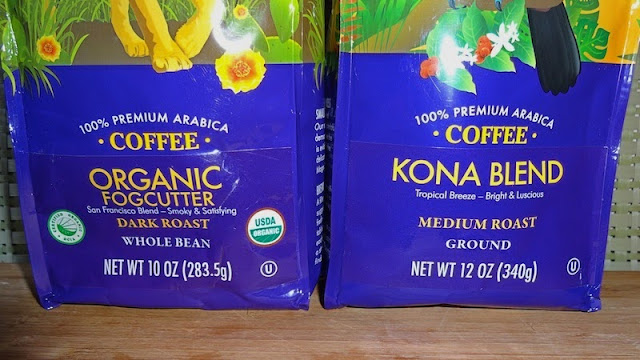 100% PREMIUM ARABICA
· COFFEE ·
ORGANIC
FOGCUTTER
San Francisco Blend – Smoky & Satisfying
DARK ROAST
WHOLE BEAN
USDA
ORGANIC
NET WT 10 OZ (283.5g)
U
100% PREMIUM ARABICA
· COFFEE ·
KONA BLEND
Tropical Breeze – Bright & Luscious
MEDIUM ROAST
GROUND
NET WT 12 OZ (340g)
U